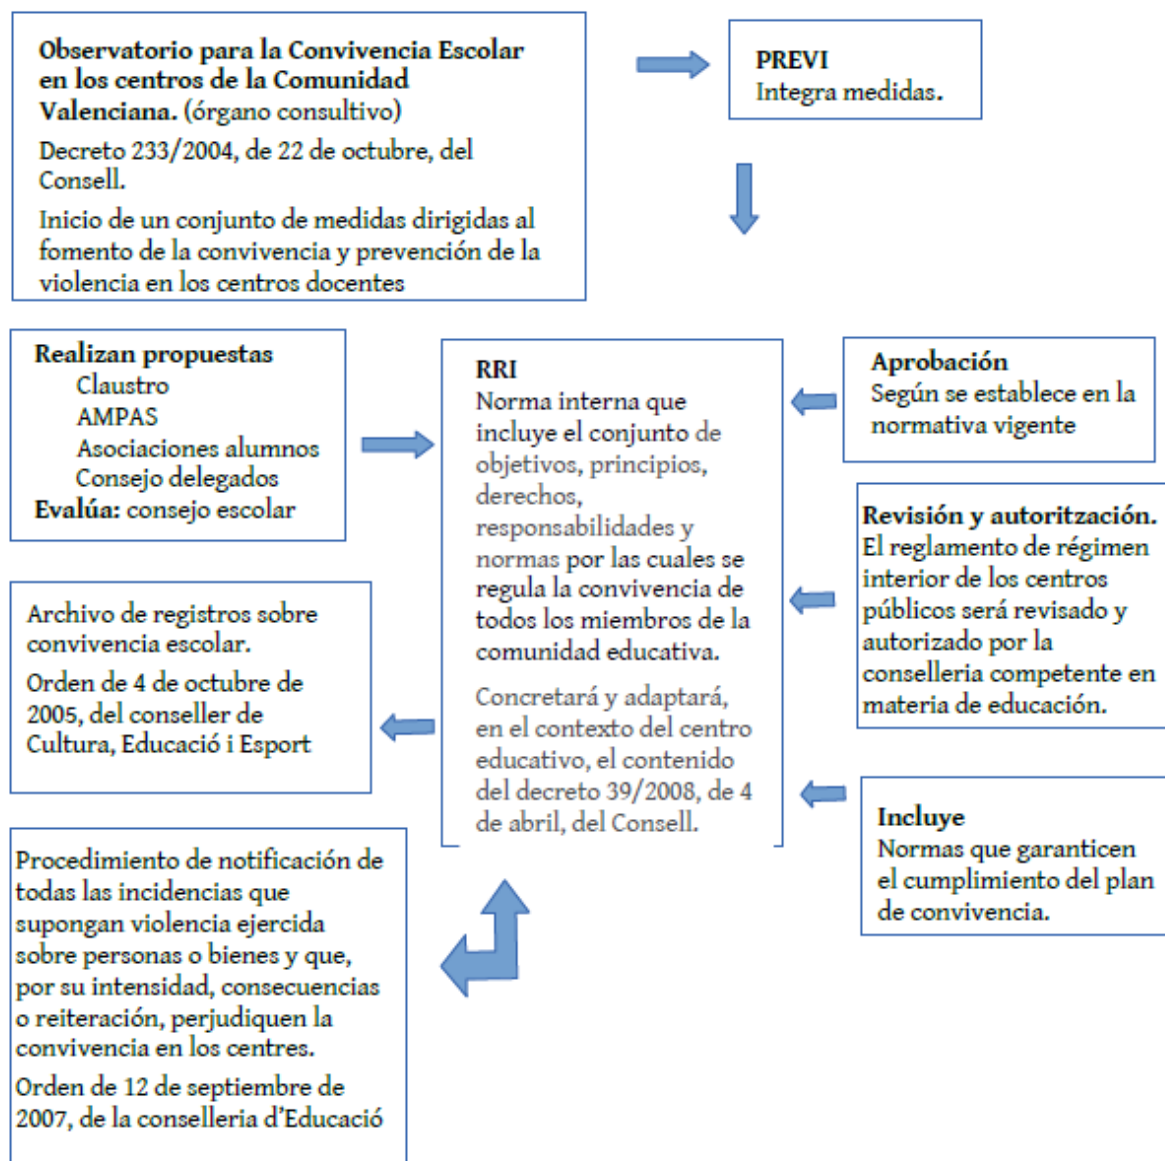 Observatorio para la Convivencia Escolar
en los centros de la Comunidad
Valenciana. (órgano consultivo)
Decreto 233/2004, de 22 de octubre, del
Consell.
Inicio de un conjunto de medidas dirigidas al
fomento de la convivencia y prevención de la
violencia en los centros docentes
PREVI
Integra medidas.
Realizan propuestas
Claustro
AMPAS
Asociaciones alumnos
Consejo delegados
Evalúa: consejo escolar
RRI
Norma interna que
incluye el conjunto de
objetivos, principios,
derechos,
responsabilidades y
normas por las cuales se
regula la convivencia de
todos los miembros de la
comunidad educativa.
Concretará y adaptará,
en el contexto del centro
educativo, el contenido
del decreto 39/2008, de 4
de abril, del Consell.
Aprobación
Según se establece en la
normativa vigente
Revisión y autoritzación.
El reglamento de régimen
interior de los centros
públicos será revisado y
autorizado por la
conselleria competente en
materia de educación.
Incluye
Normas que garanticen
el cumplimiento del plan
de convivencia.
Archivo de registros sobre
convivencia escolar.
Orden de 4 de octubre de
2005, del conseller de
Cultura, Educació i Esport
Procedimiento de notificación de
todas las incidencias que
supongan violencia ejercida
sobre personas o bienes y que,
por su intensidad, consecuencias
o reiteración, perjudiquen la
convivencia en los centres.
Orden de 12 de septiembre de
2007, de la conselleria d'Educació